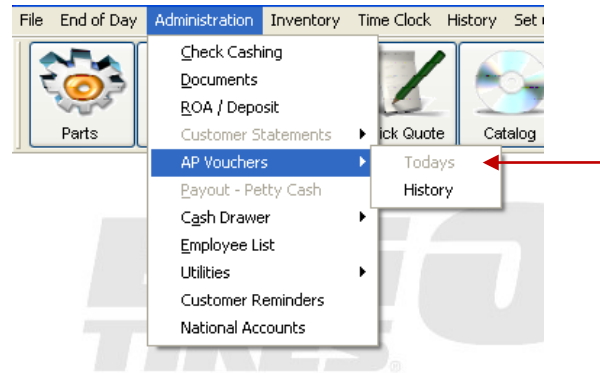 File End of Day Administration Inventory Time Clock History
Parts ick Quote Catalog
Check Cashing
Documents
ROA / Deposit
Customer Statements
AP Vouchers
Payout - Petty Cash
Cash Drawer
Employee List
Utilities
Customer Reminders
National Accounts
Todays
History
TIRES